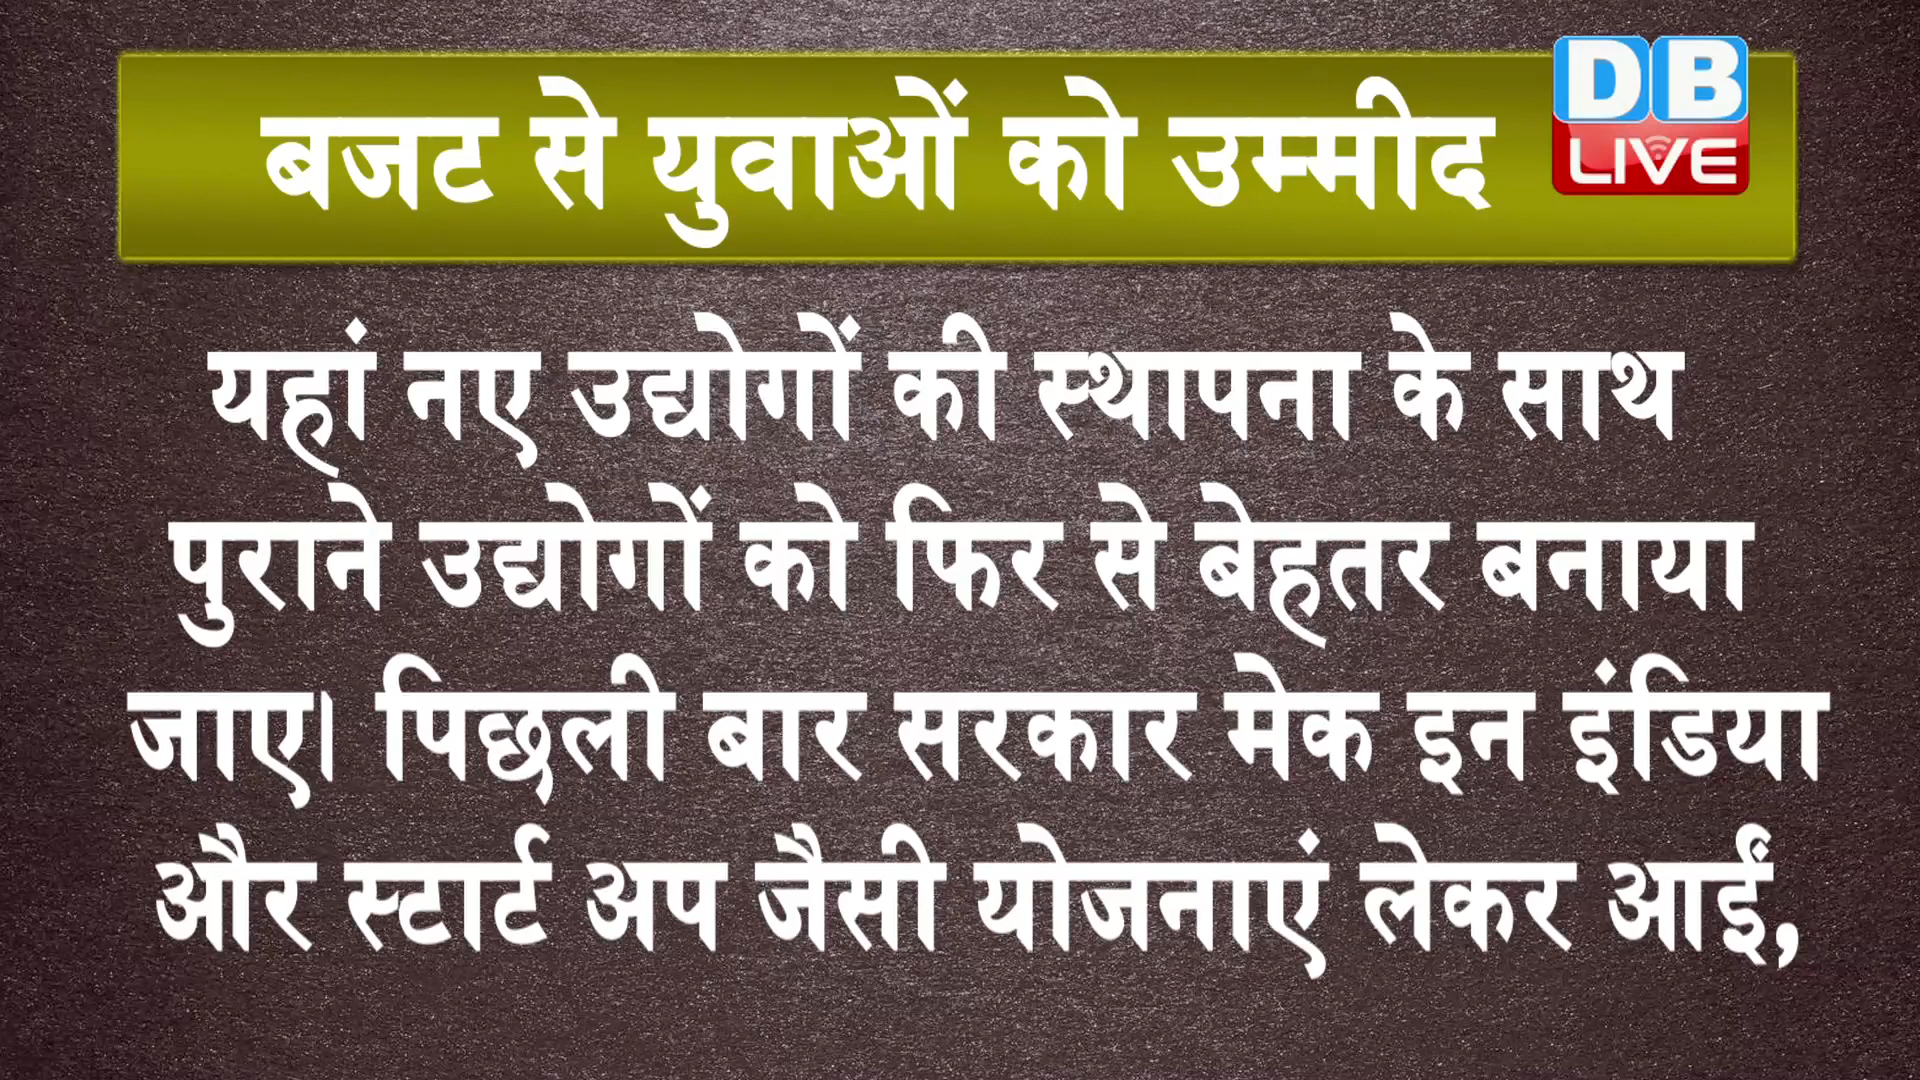 बजट से युवाओं को उम्मीद
DB
LIVE
यहां नए उद्योगों की स्थापना के साथ
पुराने उद्योगों को फिर से बेहतर बनाया
जाए। पिछली बार सरकार मेक इन इंडिया
और स्टार्ट अप जैसी योजनाएं लेकर आईं,